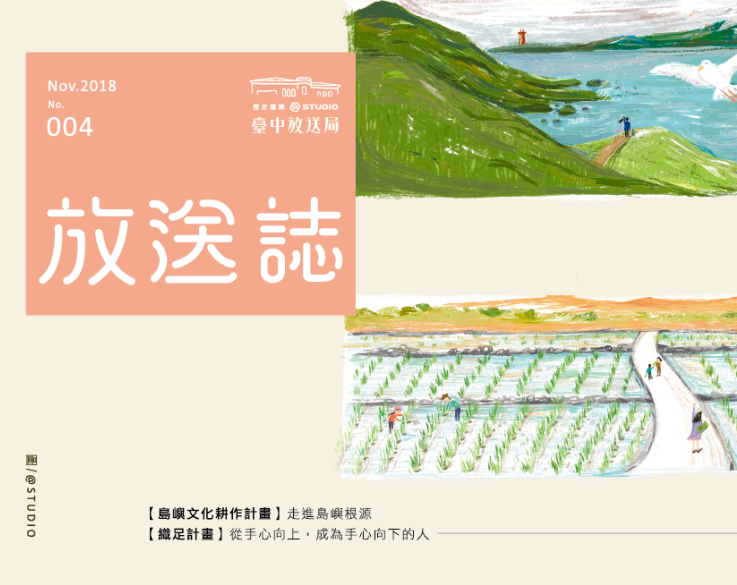 Nov.2018
No.
004
歷史建築 @STUDIO
臺中放送局
放送誌
圖/@STUDIO
【島嶼文化耕作計畫】走進島嶼根源
【織足計畫】從手心向上，成為手心向下的人